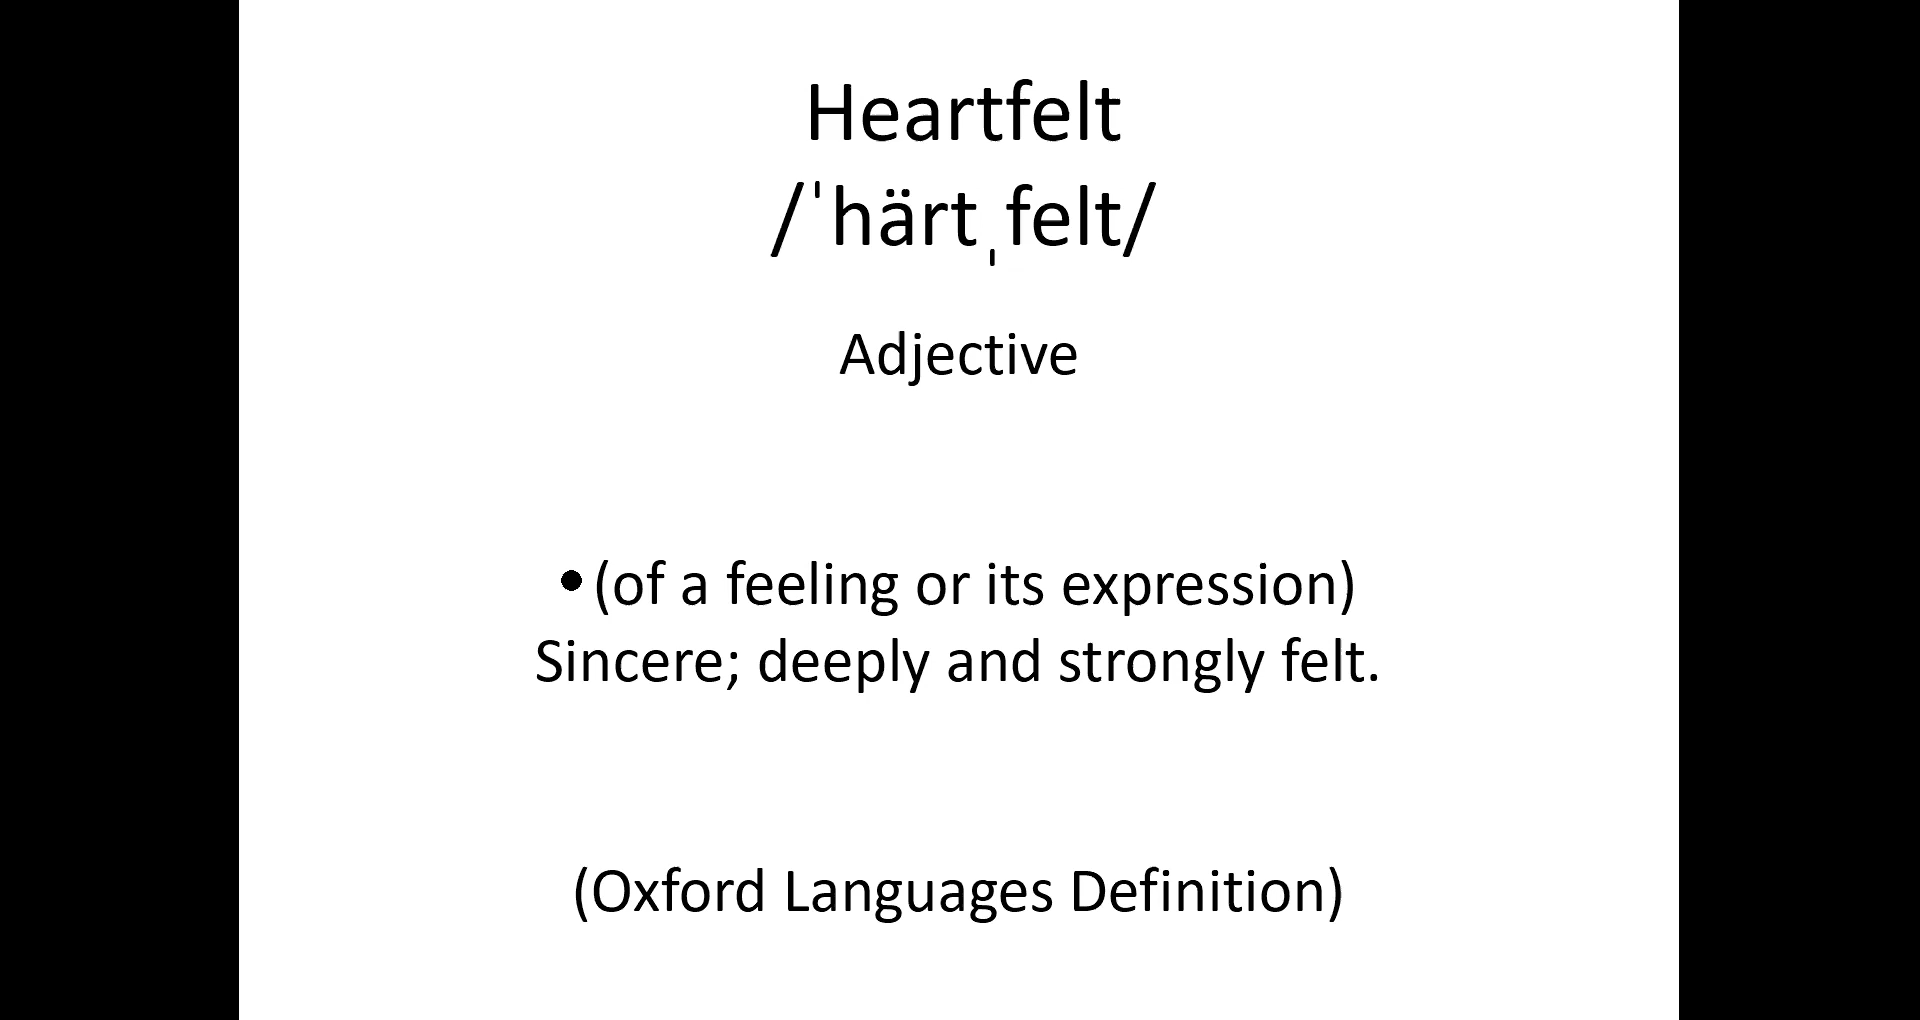 Heartfelt
/ˈhärtˌfelt/
Adjective
•(of a feeling or its expression)
Sincere; deeply and strongly felt.
(Oxford Languages Definition)